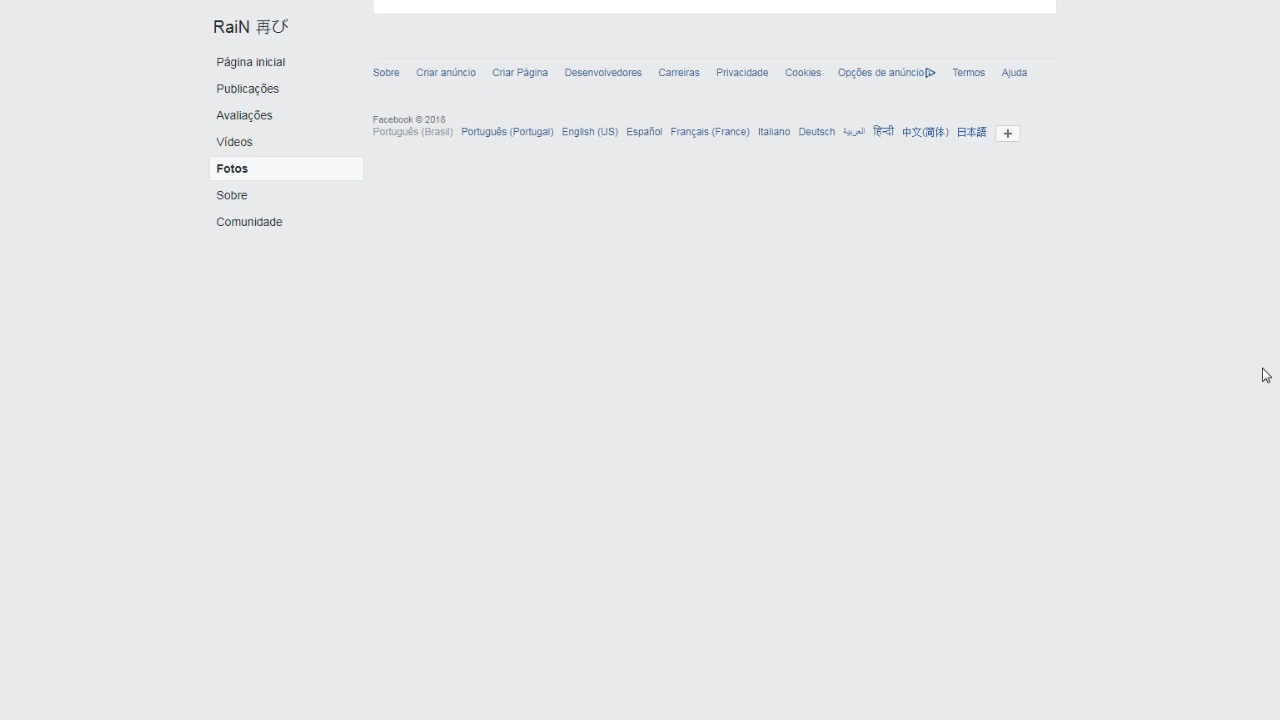 RaiN 再び
Página inicial
Publicações
Avaliações
Vídeos
Fotos
Sobre
Comunidade
Sobre Criar anúncio Criar Página Desenvolvedores Carreiras Privacidade Cookies Opções de anúncio Termos Ajuda
Facebook © 2018
Português (Brasil) Português (Portugal) English (US) Español Français (France) Italiano Deutsch العربية हिन्दी 中文(简体) 日本語 +